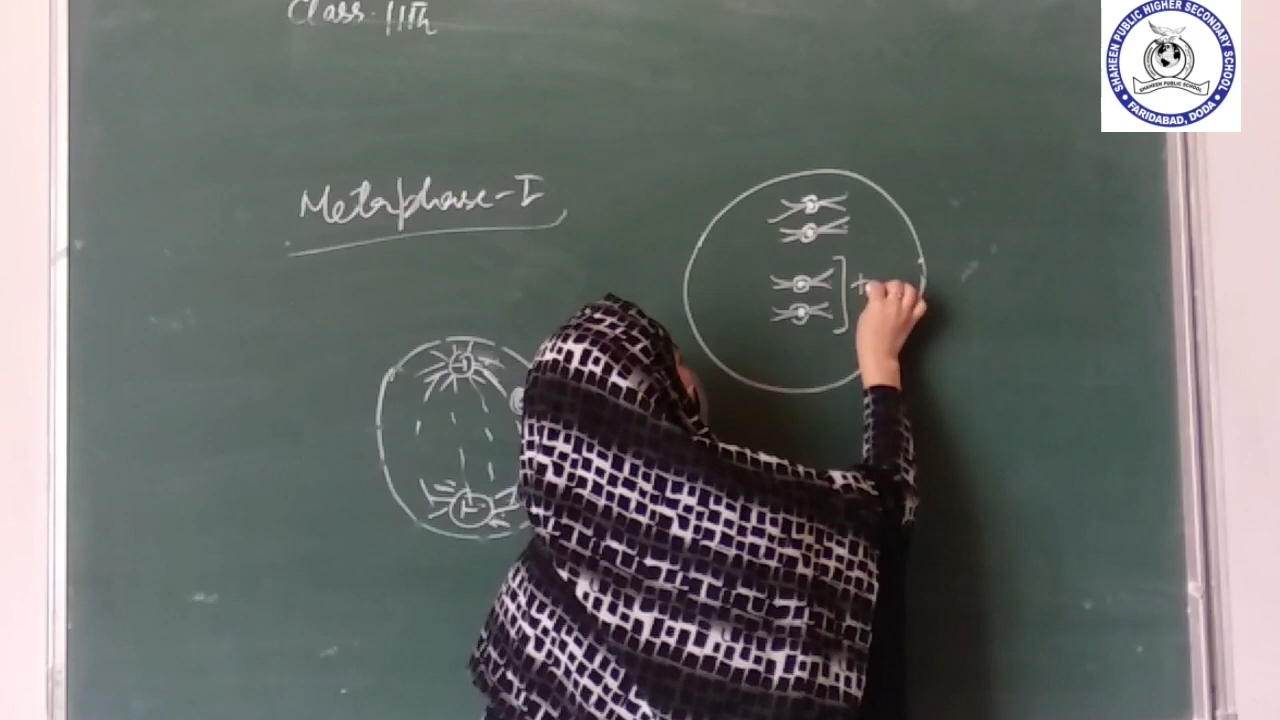 Class. 11th
Metaphase-I
SHAHEEN PUBLIC HIGHER SECONDARY SCHOOL
SHAHEEN PUBLIC SCHOOL
• FARIDABAD, DODA •